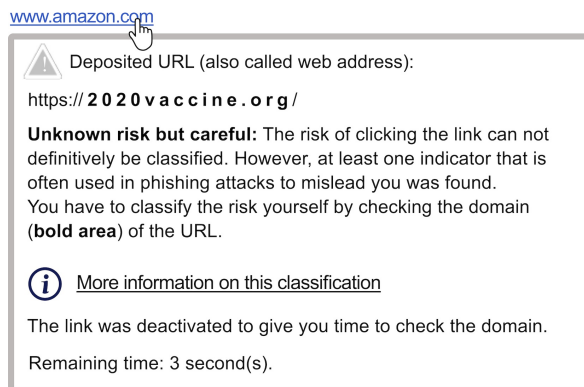 www.amazon.com
Deposited URL (also called web address):
https://2020vaccine.org/
Unknown risk but careful: The risk of clicking the link can not
definitively be classified. However, at least one indicator that is
often used in phishing attacks to mislead you was found.
You have to classify the risk yourself by checking the domain
(bold area) of the URL.
More information on this classification
The link was deactivated to give you time to check the domain.
Remaining time: 3 second(s).